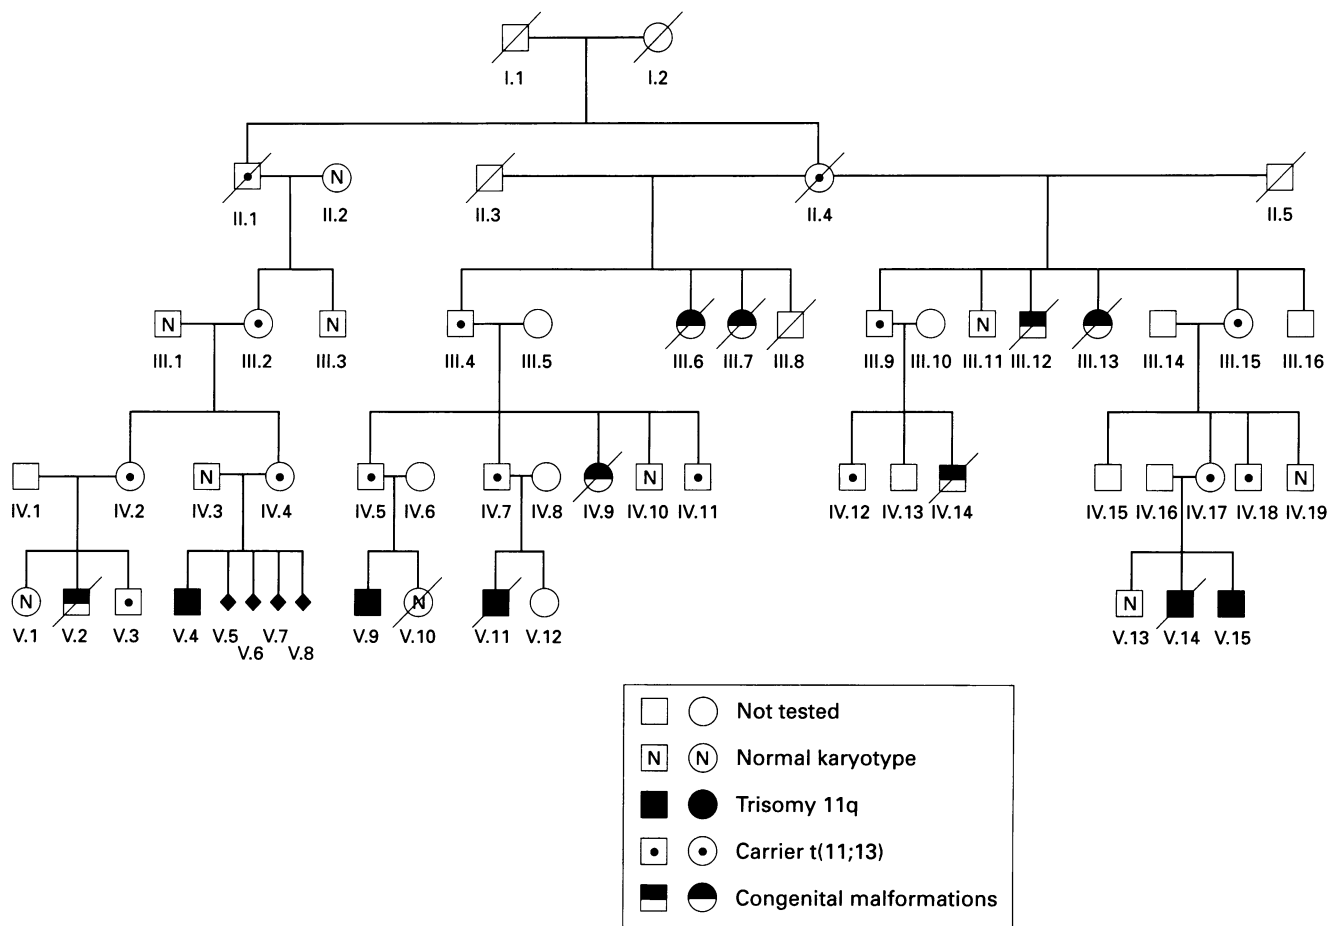 I.1 I.2
N
II.1 II.2 II.3 II.4 II.5
N N N
III.1 III.2 III.3 III.4 III.5 III.6 III.7 III.8 III.9 III.10 III.11 III.12 III.13 III.14 III.15 III.16
N N N
IV.1 IV.2 IV.3 IV.4 IV.5 IV.6 IV.7 IV.8 IV.9 IV.10 IV.11 IV.12 IV.13 IV.14 IV.15 IV.16 IV.17 IV.18 IV.19
N N N
V.1 V.2 V.3 V.4 V.5 V.6 V.7 V.8 V.9 V.10 V.11 V.12 V.13 V.14 V.15
Not tested
N N Normal karyotype
Trisomy 11q
Carrier t(11;13)
Congenital malformations